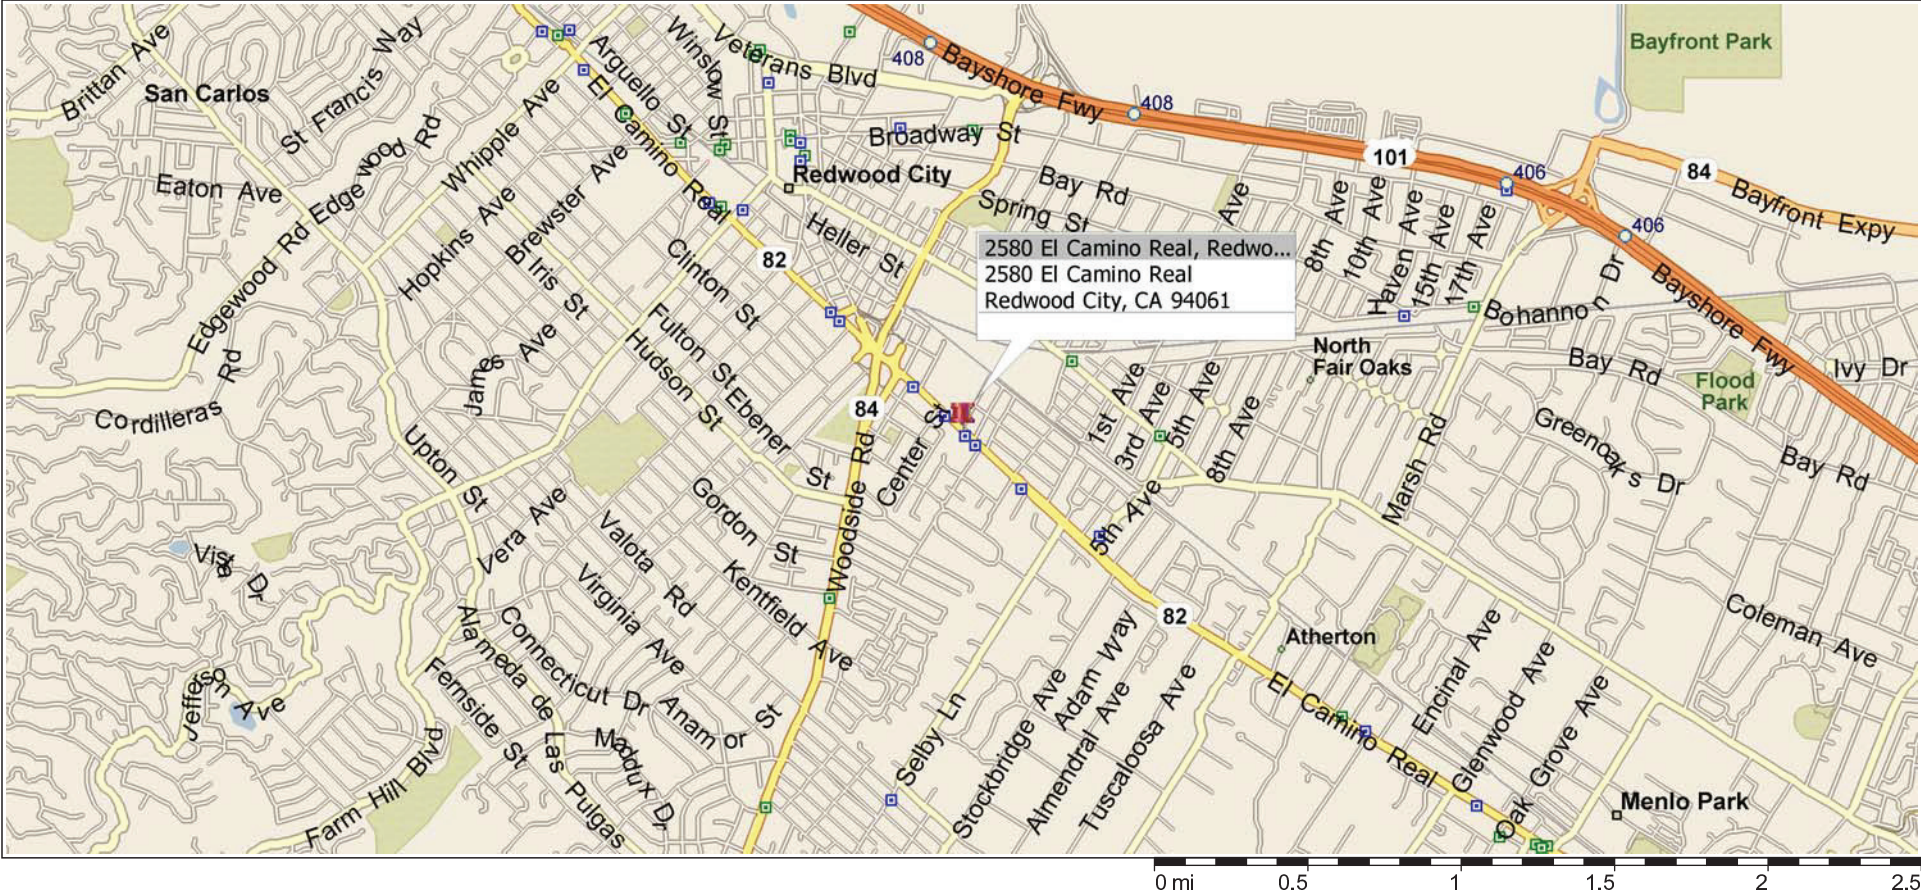 Brittan Ave
San Carlos
St Francis Way
Winslow St
Veterans Blvd
408
Bayshore Fwy
408
Bayfront Park
Arguello St
El Camino Real
Broadway St
101
406
84
Bayfront Expy
Eaton Ave
Edgewood Rd
Whipple Ave
Redwood City
Bay Rd
Spring St
Ave
8th Ave
10th Ave
Haven Ave
15th Ave
17th Ave
406
Edgewood Rd
Hopkins Ave
Brewster Ave
Iris St
Clinton St
82
Heller St
2580 El Camino Real, Redwo...
2580 El Camino Real
Redwood City, CA 94061
Bohannon Dr
Bayshore Fwy
James Ave
Fulton St
Hudson St
Ebener St
North
Fair Oaks
Bay Rd
Flood
Park
Ivy Dr
Cordilleras Rd
Upton St
84
Center St
1st Ave
3rd Ave
5th Ave
8th Ave
Marsh Rd
Greenoaks Dr
Bay Rd
Vera Ave
Gordon St
Woodside Rd
5th Ave
Vista Dr
Valota Rd
Virginia Ave
Kentfield Ave
82
Atherton
Coleman Ave
Alameda de Las Pulgas
Connecticut Dr
Fernside St
Anamor St
Maddux Dr
Jefferson Ave
Farm Hill Blvd
Selby Ln
Stockbridge Ave
Adam Way
Almendral Ave
Tuscaloosa Ave
El Camino Real
Encinal Ave
Glenwood Ave
Oak Grove Ave
Menlo Park
0 mi 0.5 1 1.5 2 2.5